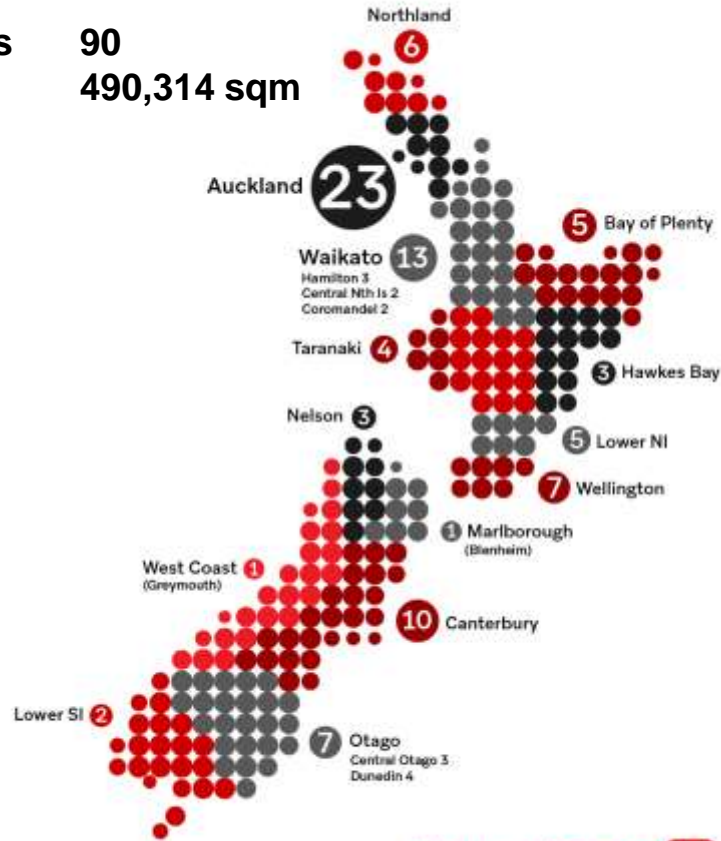 s 90
490,314 sqm
Northland
6
Auckland 23
5 Bay of Plenty
Waikato 13
Hamilton 3
Central Nth Is 2
Coromandel 2
Taranaki 4
3 Hawkes Bay
Nelson 3
5 Lower NI
7 Wellington
1 Marlborough
(Blenheim)
West Coast 1
(Greymouth)
10 Canterbury
Lower SI 2
7 Otago
Central Otago 3
Dunedin 4